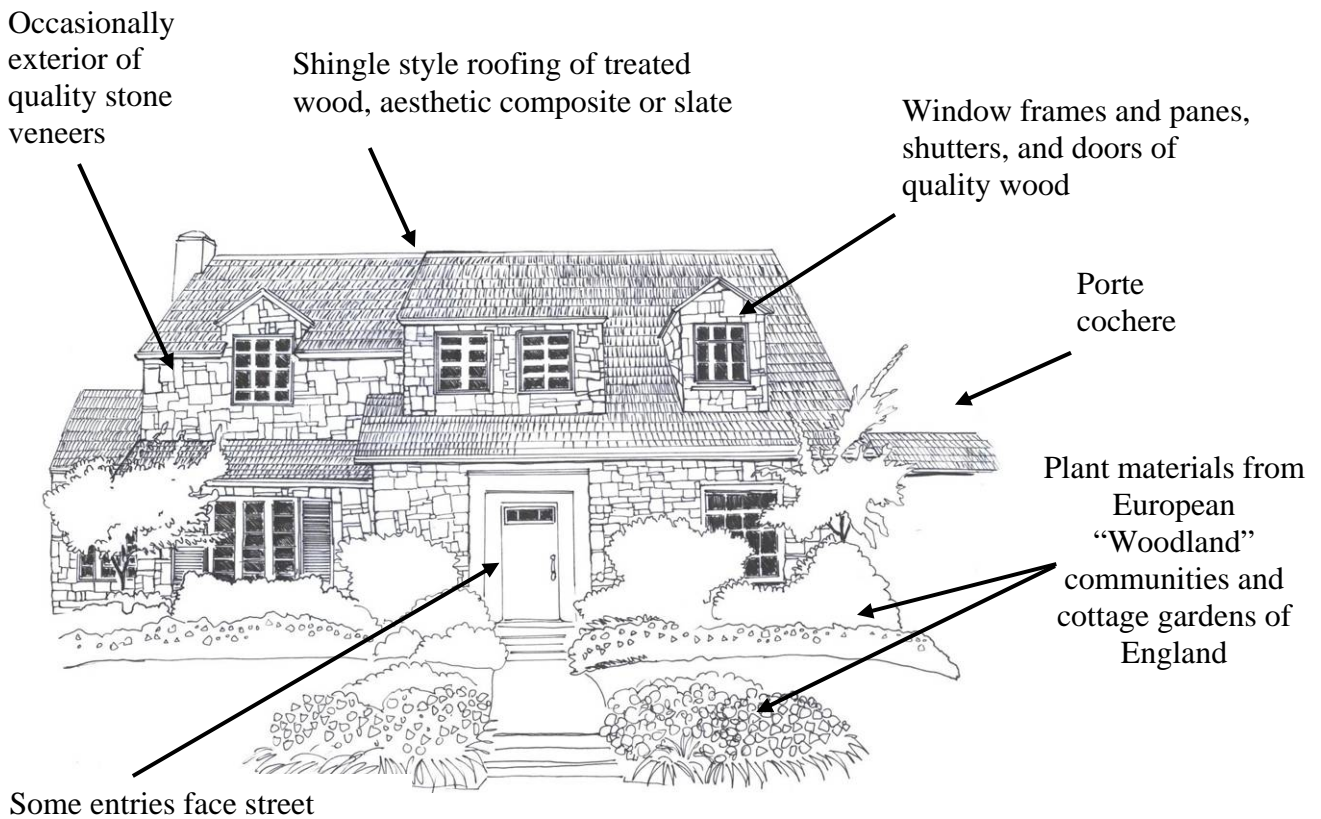 Occasionally
exterior of
quality stone
veneers
Shingle style roofing of treated
wood, aesthetic composite or slate
Window frames and panes,
shutters, and doors of
quality wood
Porte
cochere
Plant materials from
European
“Woodland”
communities and
cottage gardens of
England
Some entries face street